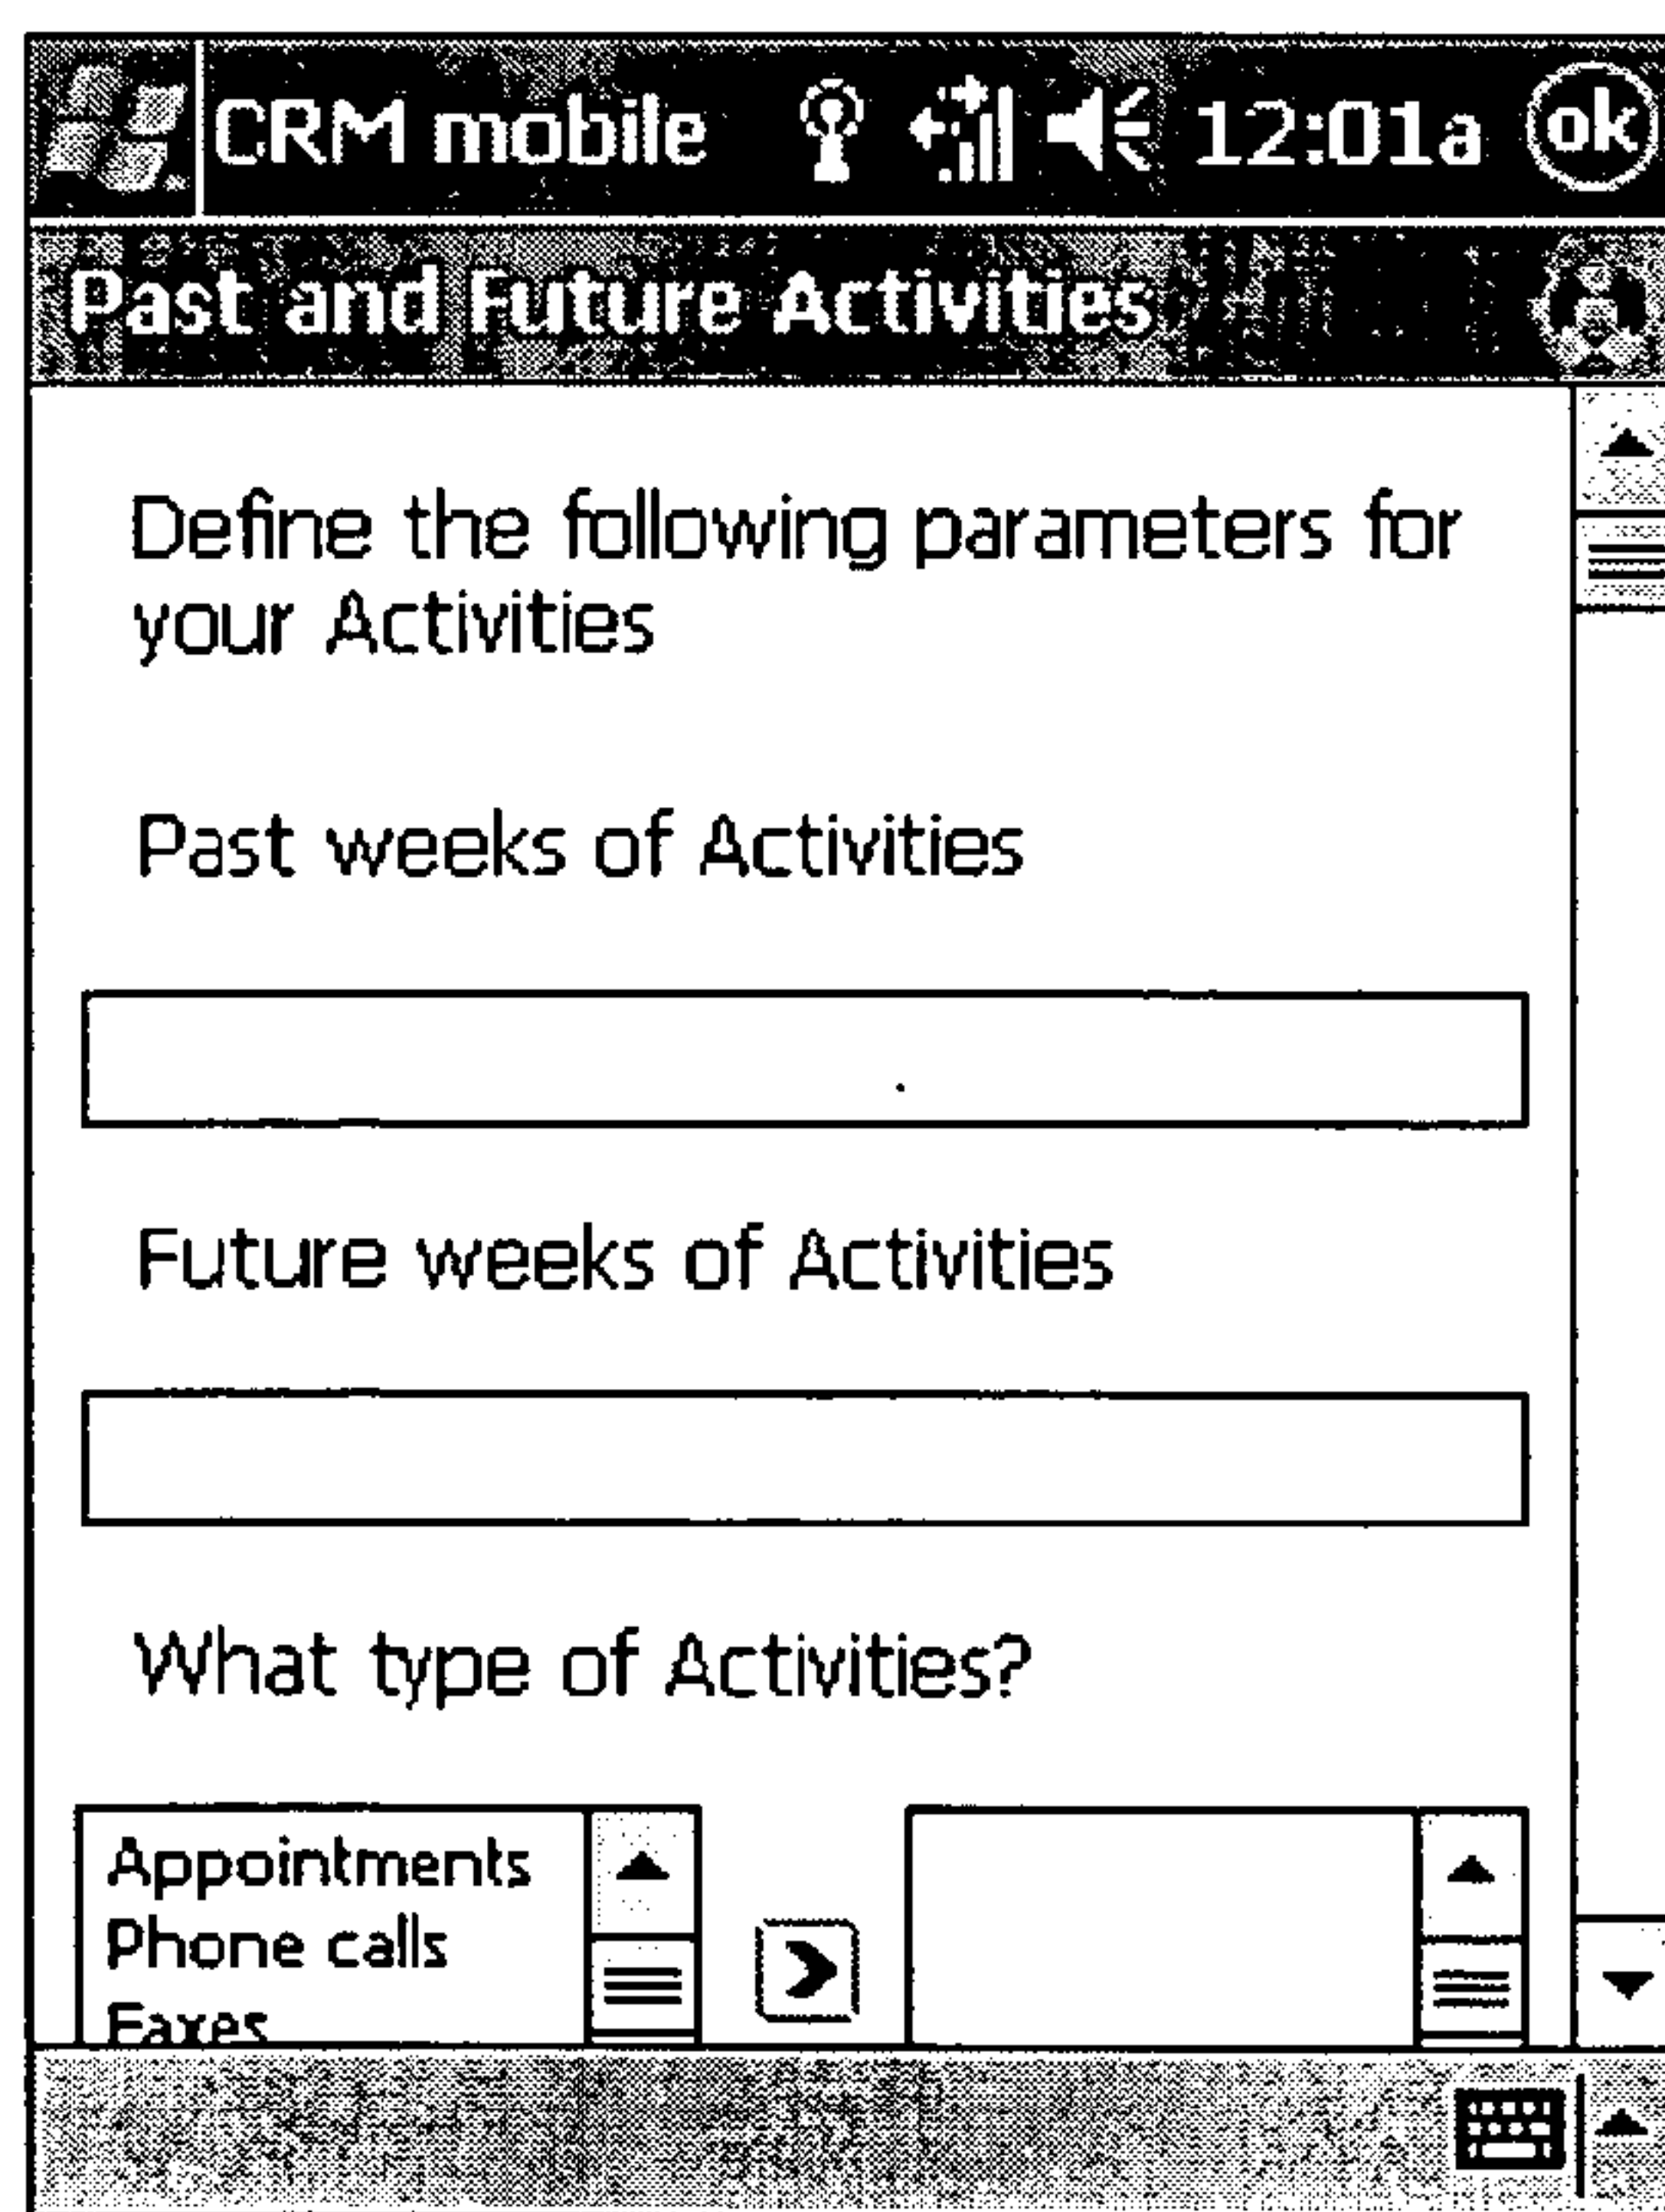 CRM mobile 12:01a ok
Past and Future Activities
Define the following parameters for
your Activities
Past weeks of Activities
Future weeks of Activities
What type of Activities?
Appointments
Phone calls
Faxes